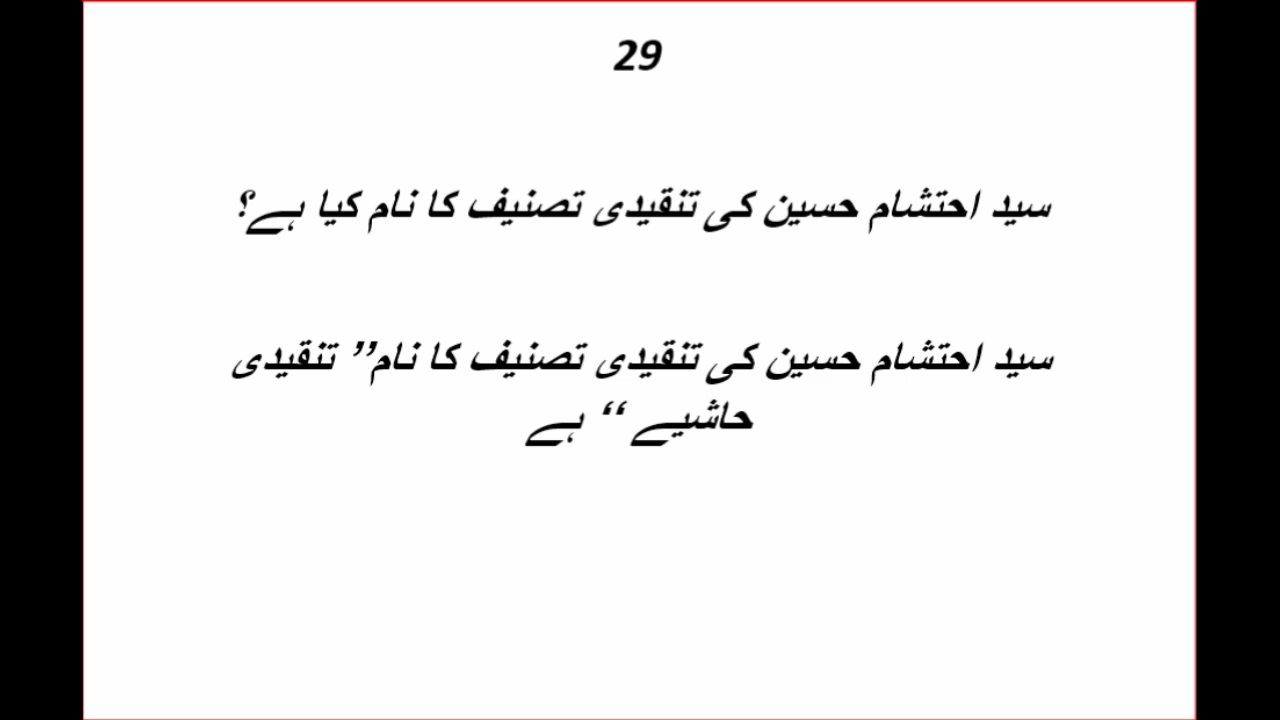 29
سید احتشام حسین کی تنقیدی تصنیف کا نام کیا ہے؟
سید احتشام حسین کی تنقیدی تصنیف کا نام’’ تنقیدی
حاشیے ‘‘ ہے